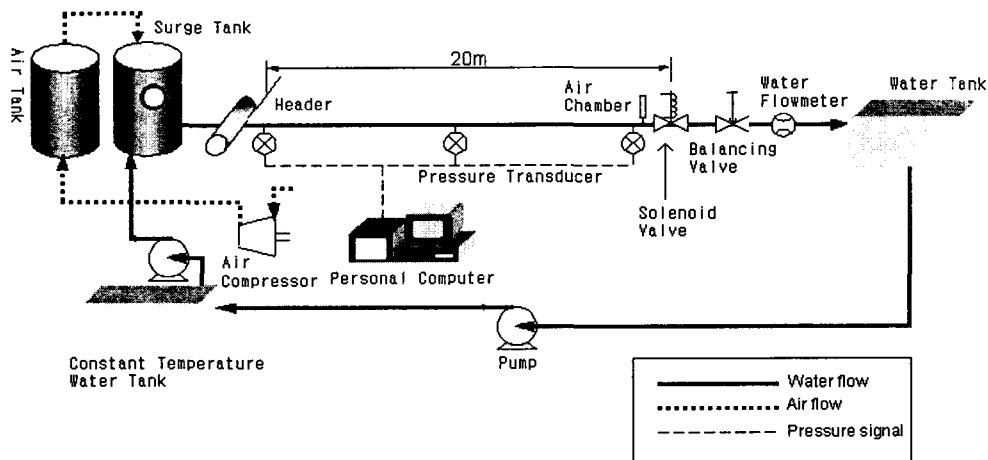 Surge Tank
Air Tank
20m
Header
Air
Chamber
Water
Flowmeter
Water Tank
Balancing
Valve
Pressure Transducer
Solenoid
Valve
Air
Compressor
Personal Computer
Constant Temperature
Water Tank
Pump
Water flow
Air flow
Pressure signal